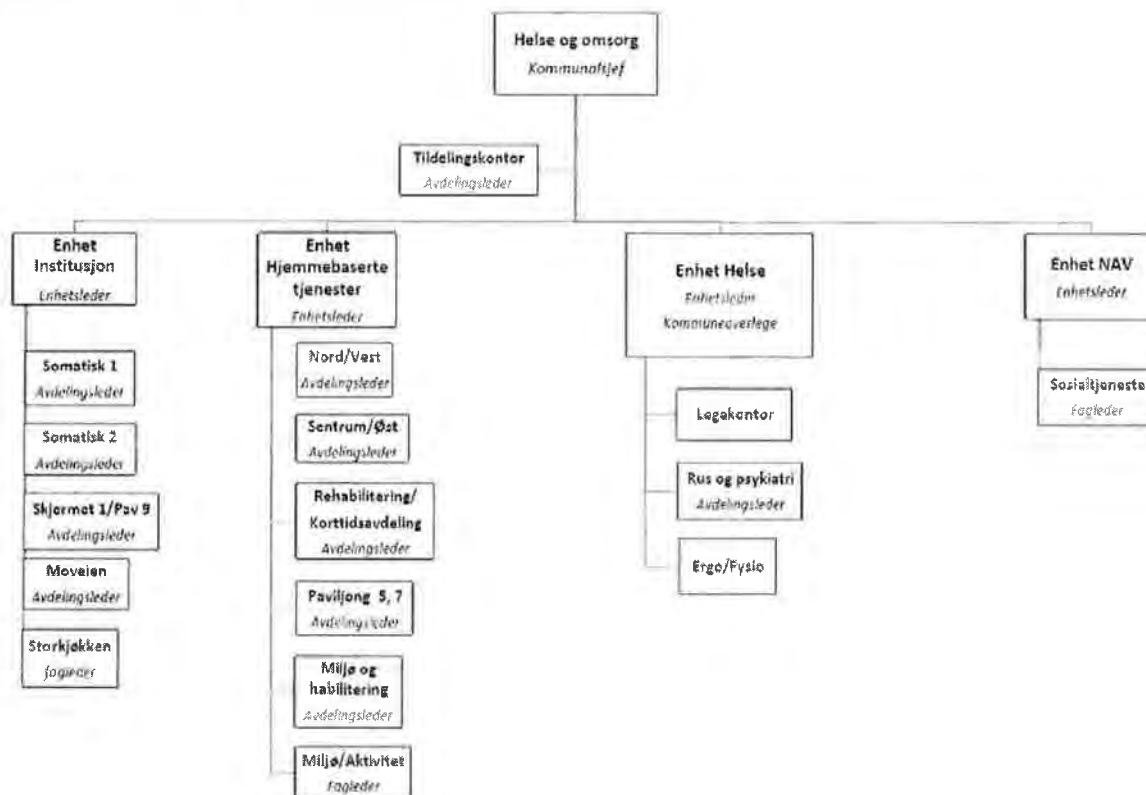 Helse og omsorg
Kommunalsjef
Tildelingskontor
Avdelingsleder
Enhet
Institusjon
Enhetsleder
Somatisk 1
Avdelingsleder
Somatisk 2
Avdelingsleder
Skjermet 1/Pav 9
Avdelingsleder
Moveien
Avdelingsleder
Storkjøkken
fagleder
Enhet
Hjemmebaserte
tjenester
Enhetsleder
Nord/Vest
Avdelingsleder
Sentrum/Øst
Avdelingsleder
Rehabilitering/
Korttidsavdeling
Avdelingsleder
Paviljong 5, 7
Avdelingsleder
Miljø og
habilitering
Avdelingsleder
Miljø/Aktivitet
Fagleder
Enhet Helse
Enhetsleder
Kommuneoverlege
Legekontor
Rus og psykiatri
Avdelingsleder
Ergo/Fysio
Enhet NAV
Enhetsleder
Sosialtjeneste
Fagleder